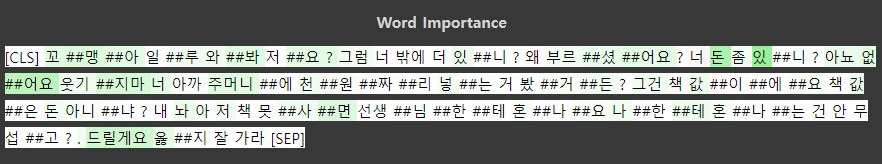 Word Importance
[CLS] 꼬 ##맹 ##아 일 ##루 와 ##봐 저 ##요 ? 그럼 너 밖에 더 있 ##니 ? 왜 부르 ##셨 ##어요 ? 너 돈 좀 있 ##니 ? 아뇨 없
##어요 웃기 ##지마 너 아까 주머니 ##에 천 ##원 ##짜 ##리 넣 ##는 거 봤 ##거 ##든 ? 그건 책 값 ##이 ##에 ##요 책 값
##은 돈 아니 ##냐 ? 내 놔 아 저 책 못 ##사 ##면 선생 ##님 ##한 ##테 혼 ##나 ##요 나 ##한 ##테 혼 ##나 ##는 건 안 무
섭 ##고 ? . 드릴게요 옳 ##지 잘 가라 [SEP]